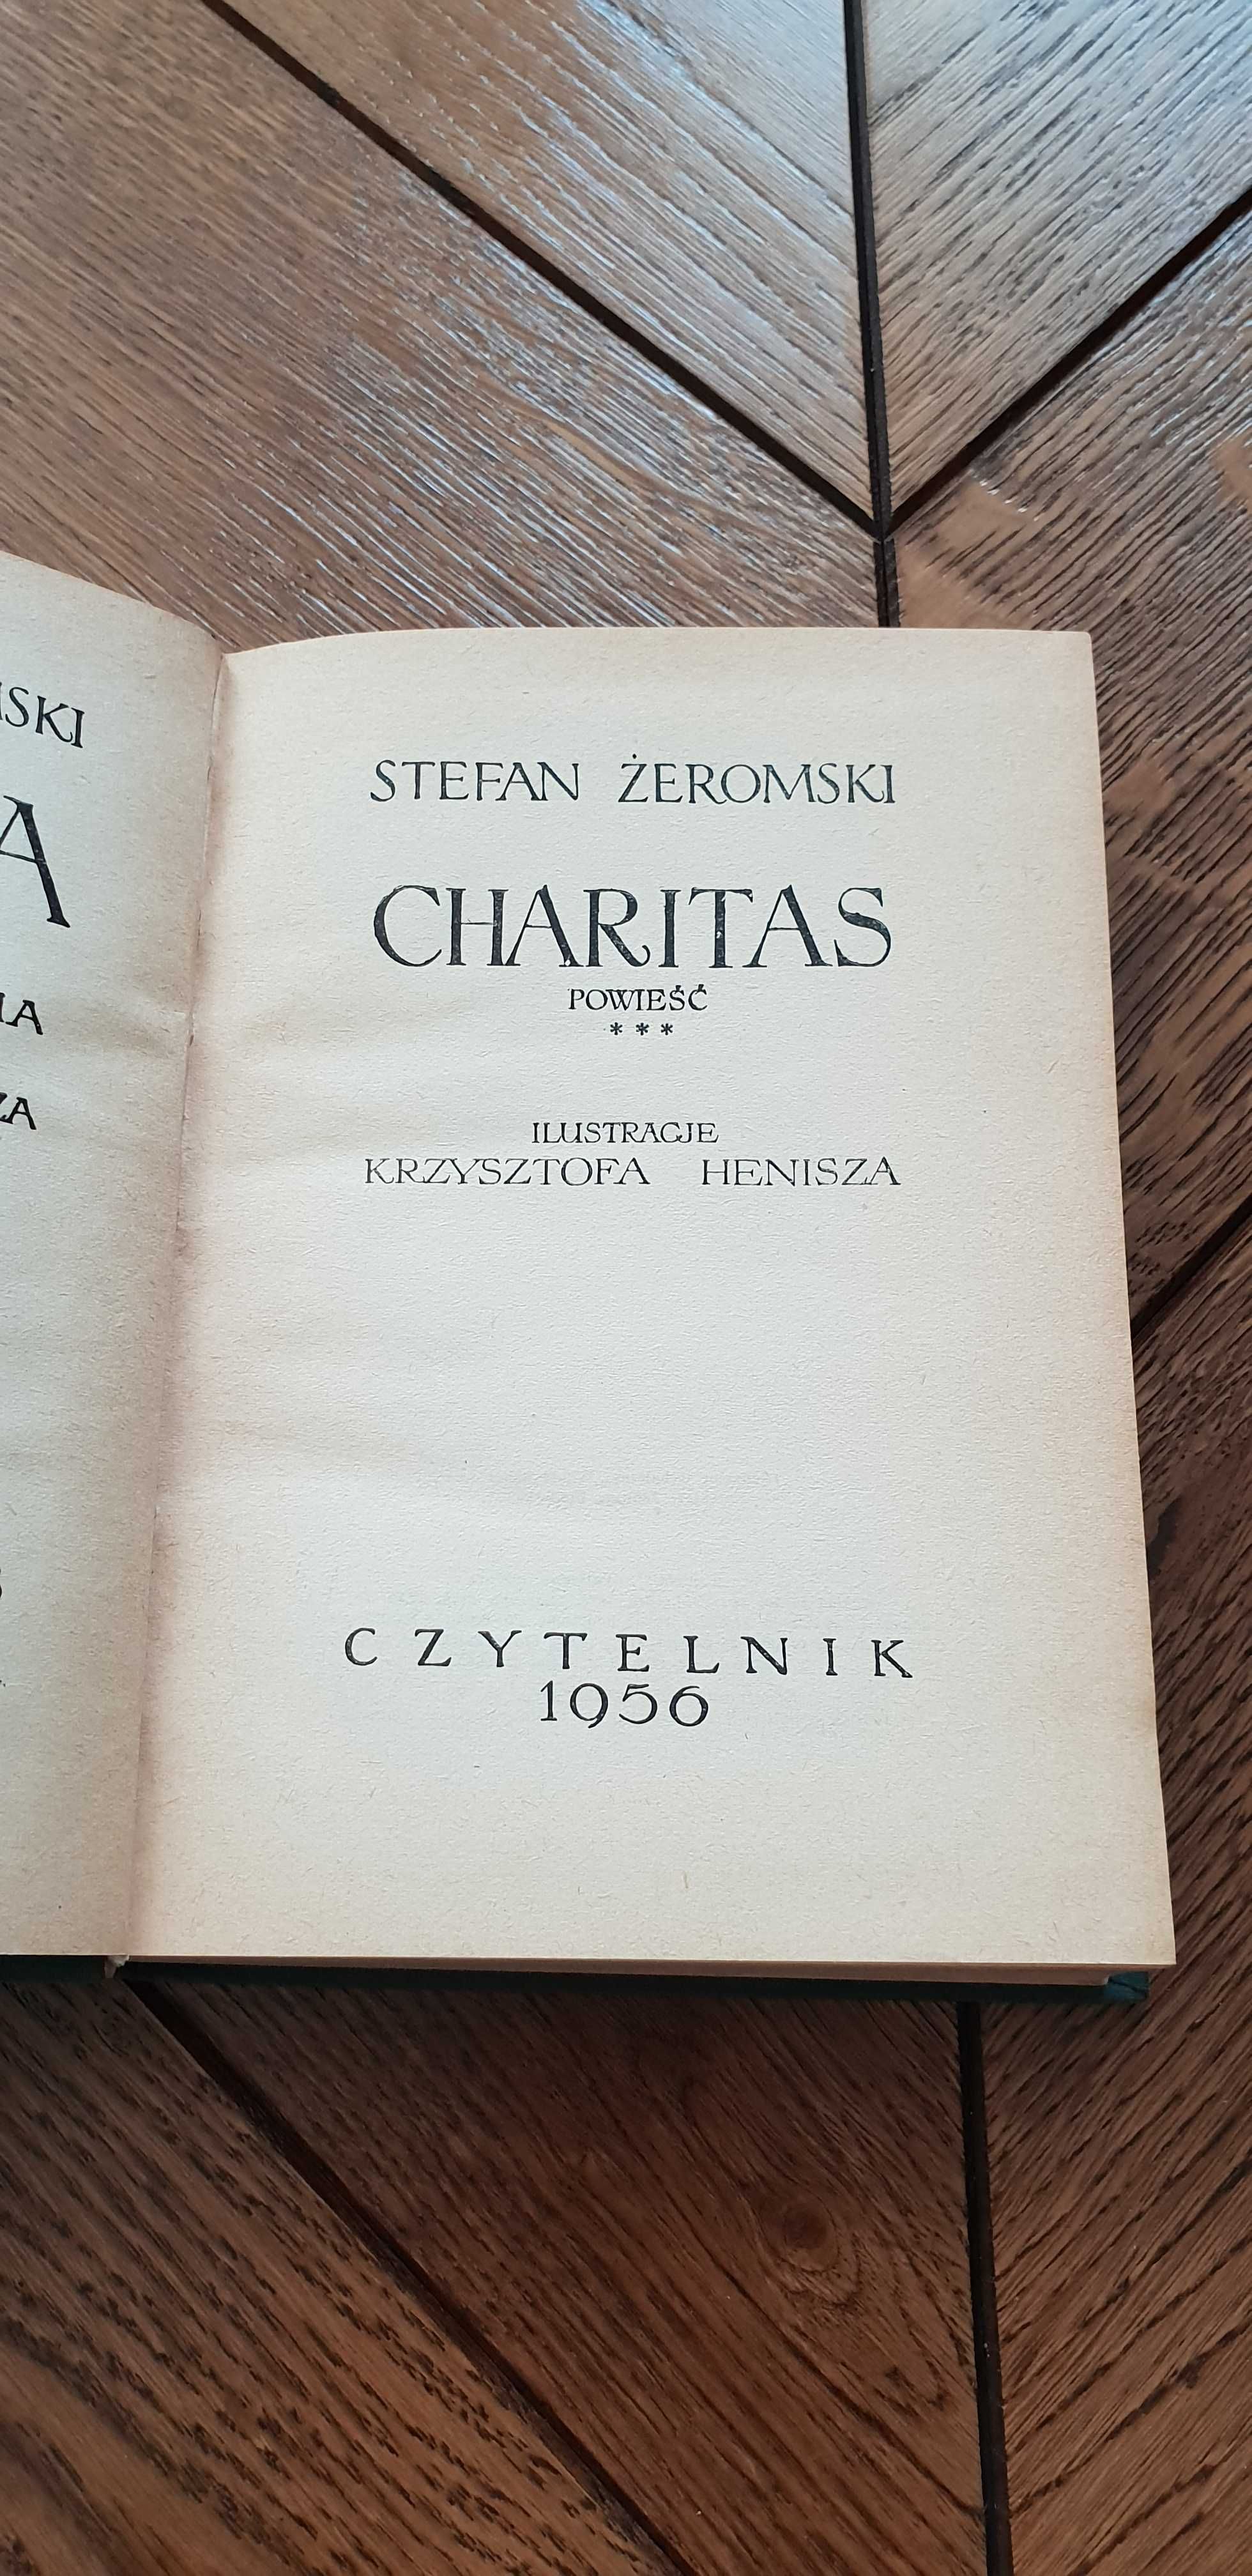 STEFAN ŻEROMSKI
CHARITAS
POWIEŚĆ
* * *
ILUSTRACJE
KRZYSZTOFA HENISZA
CZYTELNIK
1956